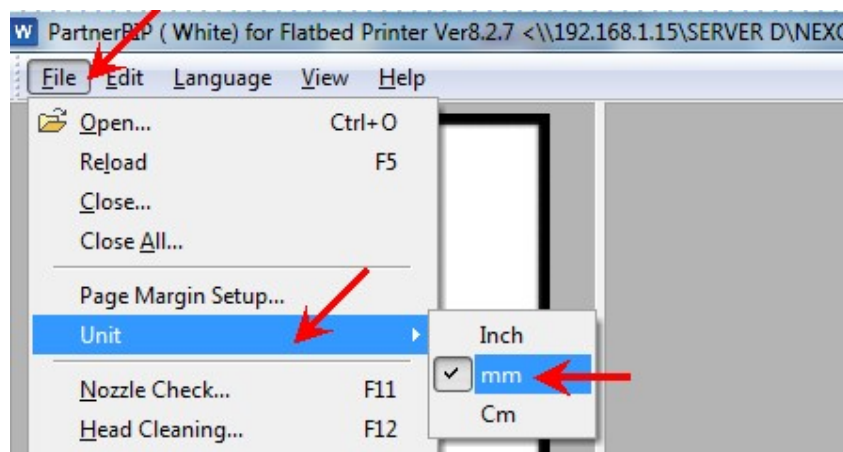 W PartnerRIP ( White) for Flatbed Printer Ver8.2.7 <\\192.168.1.15\SERVER D\NEXO
File Edit Language View Help
Open... Ctrl+O
Reload F5
Close...
Close All...
Page Margin Setup...
Unit
Inch
mm
Cm
Nozzle Check... F11
Head Cleaning... F12